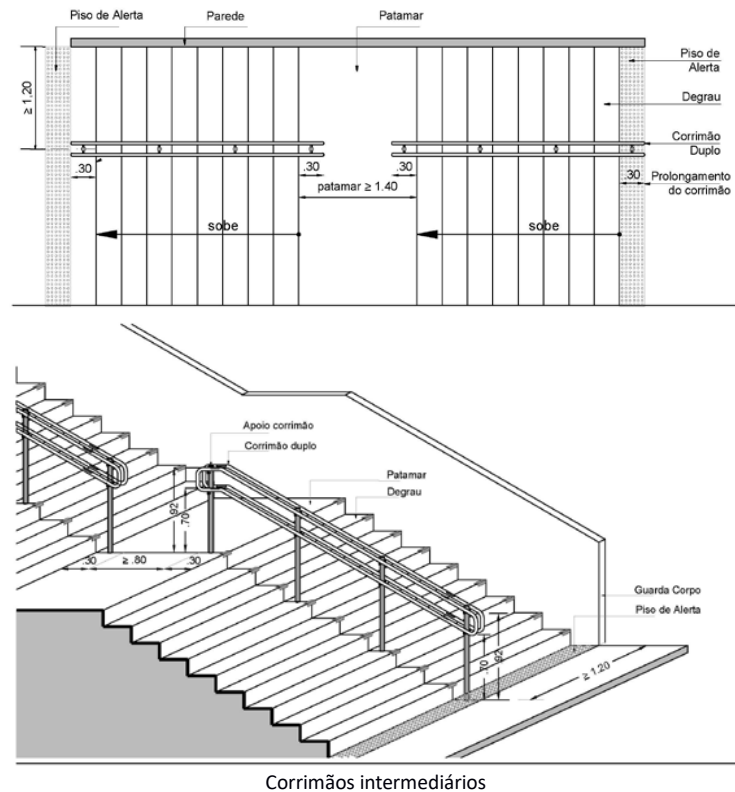 Piso de Alerta
Parede
Patamar
Piso de
Alerta
≥ 1.20
Degrau
Corrimão
Duplo
.30
.30
.30
.30
Prolongamento
do corrimão
patamar ≥ 1.40
sobe
sobe
Apoio corrimão
Corrimão duplo
Patamar
Degrau
.92
.70
.30
≥ .80
.30
Guarda Corpo
Piso de Alerta
.70
.92
≥ 1.20
Corrimãos intermediários